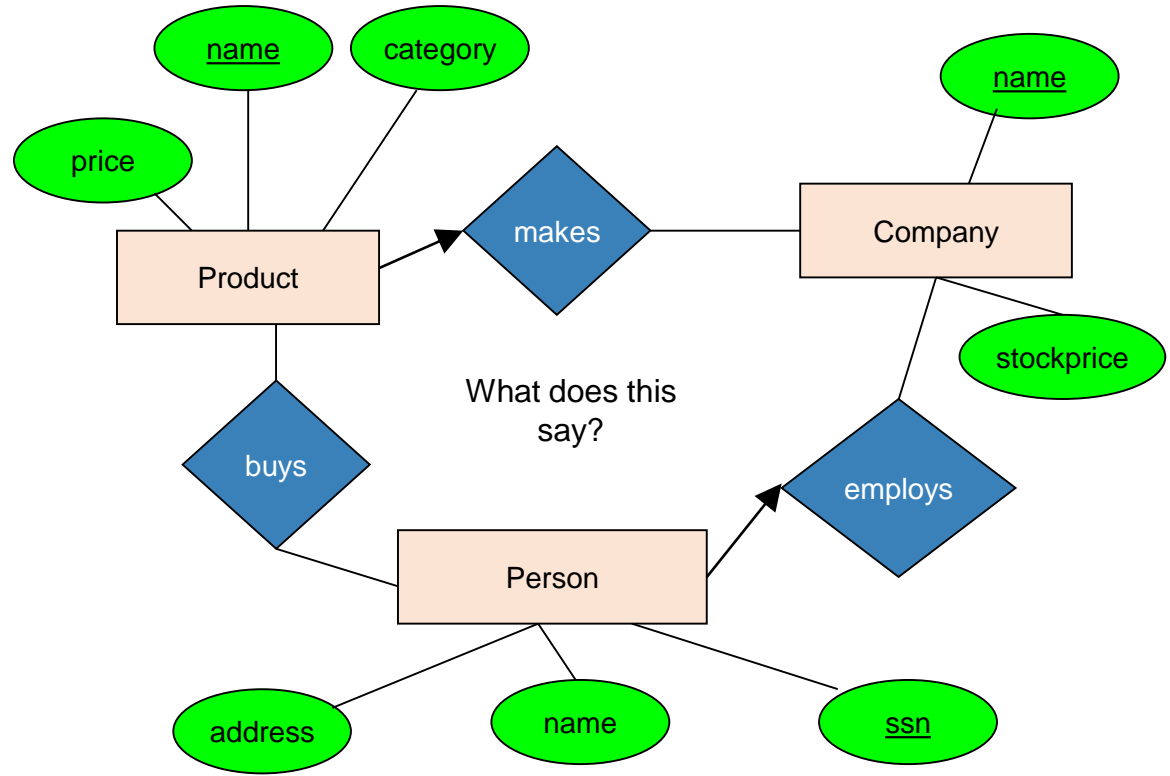 name
category
name
price
makes
Company
Product
stockprice
What does this
say?
buys
employs
Person
address
name
ssn